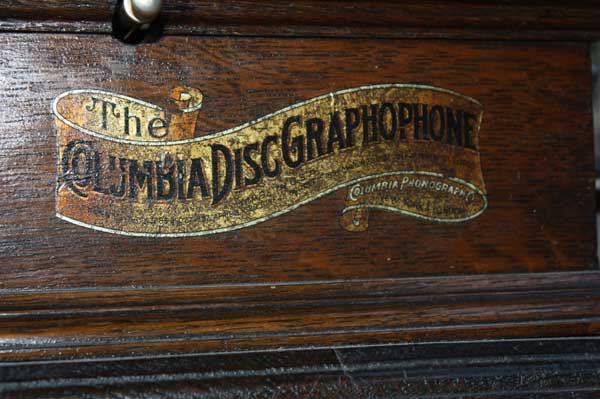 The
COLUMBIA DISC GRAPHOPHONE
COLUMBIA PHONOGRAPH CO